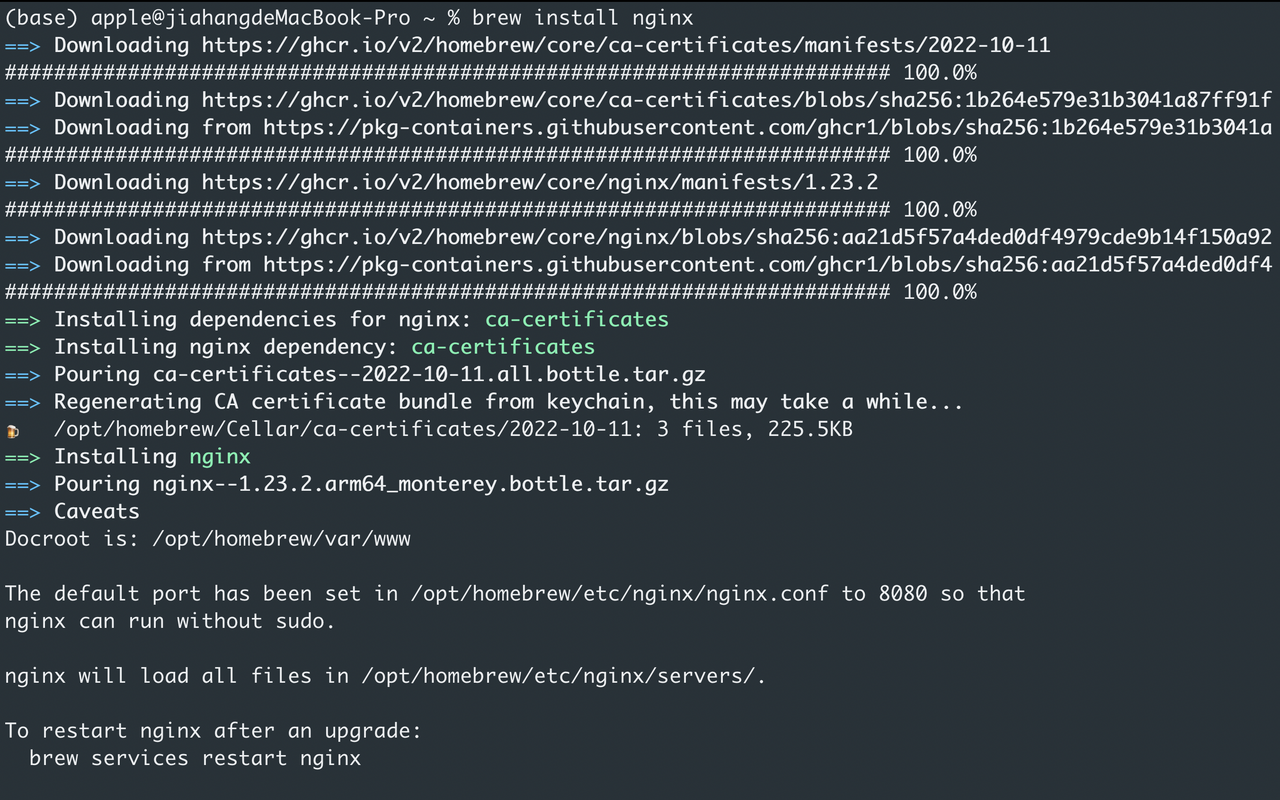 (base) apple@jiahangdeMacBook-Pro ~ % brew install nginx
==> Downloading https://ghcr.io/v2/homebrew/core/ca-certificates/manifests/2022-10-11
######################################################################## 100.0%
==> Downloading https://ghcr.io/v2/homebrew/core/ca-certificates/blobs/sha256:1b264e579e31b3041a87ff91f
==> Downloading from https://pkg-containers.githubusercontent.com/ghcr1/blobs/sha256:1b264e579e31b3041a
######################################################################## 100.0%
==> Downloading https://ghcr.io/v2/homebrew/core/nginx/manifests/1.23.2
######################################################################## 100.0%
==> Downloading https://ghcr.io/v2/homebrew/core/nginx/blobs/sha256:aa21d5f57a4ded0df4979cde9b14f150a92
==> Downloading from https://pkg-containers.githubusercontent.com/ghcr1/blobs/sha256:aa21d5f57a4ded0df4
######################################################################## 100.0%
==> Installing dependencies for nginx: ca-certificates
==> Installing nginx dependency: ca-certificates
==> Pouring ca-certificates--2022-10-11.all.bottle.tar.gz
==> Regenerating CA certificate bundle from keychain, this may take a while...
🍺 /opt/homebrew/Cellar/ca-certificates/2022-10-11: 3 files, 225.5KB
==> Installing nginx
==> Pouring nginx--1.23.2.arm64_monterey.bottle.tar.gz
==> Caveats
Docroot is: /opt/homebrew/var/www
The default port has been set in /opt/homebrew/etc/nginx/nginx.conf to 8080 so that
nginx can run without sudo.
nginx will load all files in /opt/homebrew/etc/nginx/servers/.
To restart nginx after an upgrade:
brew services restart nginx